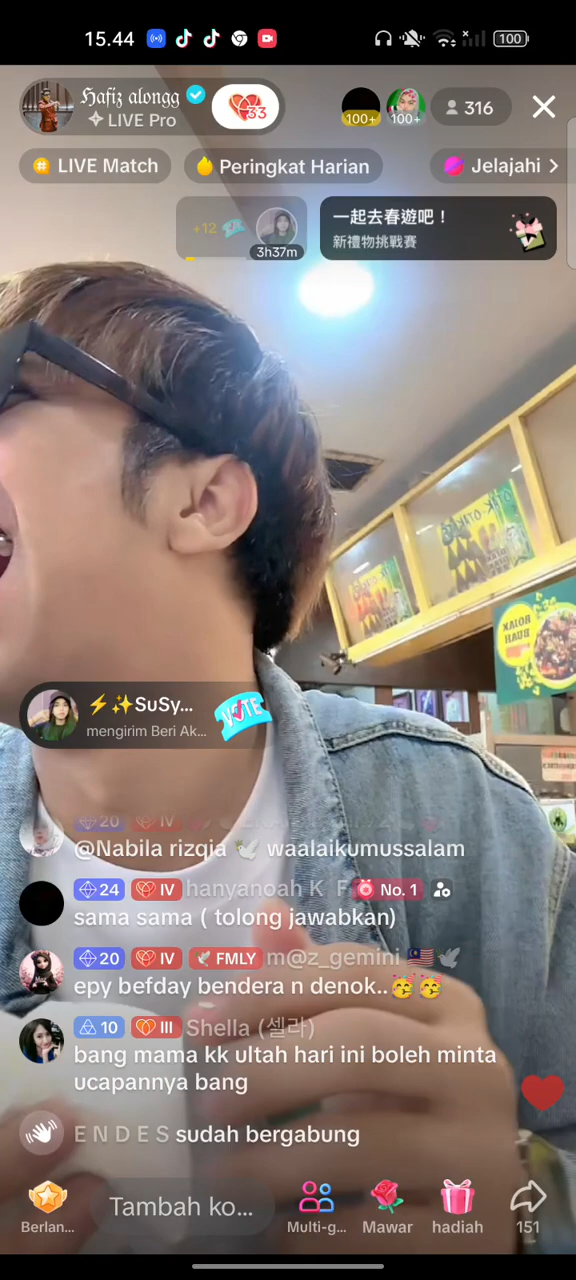 15.44
100
Hafiz alongg
LIVE Pro
33
100+
100+
316
LIVE Match
Peringkat Harian
Jelajahi
+12
3h37m
一起去春遊吧！
新禮物挑戰賽
ROJAK
BUAH
⚡✨SuSy...
mengirim Beri Ak...
VOTE
20 IV
@Nabila rizqia 🕊 waalaikumussalam
24 IV hanyanoah K F No. 1
sama sama ( tolong jawabkan)
20 IV FMLY m@z_gemini 🇲🇾🕊
epy befday bendera n denok..🥳🥳
10 III Shella (셀라)
bang mama kk ultah hari ini boleh minta
ucapannya bang
E N D E S sudah bergabung
Tambah ko...
Berlan...
Multi-g...
Mawar
hadiah
151